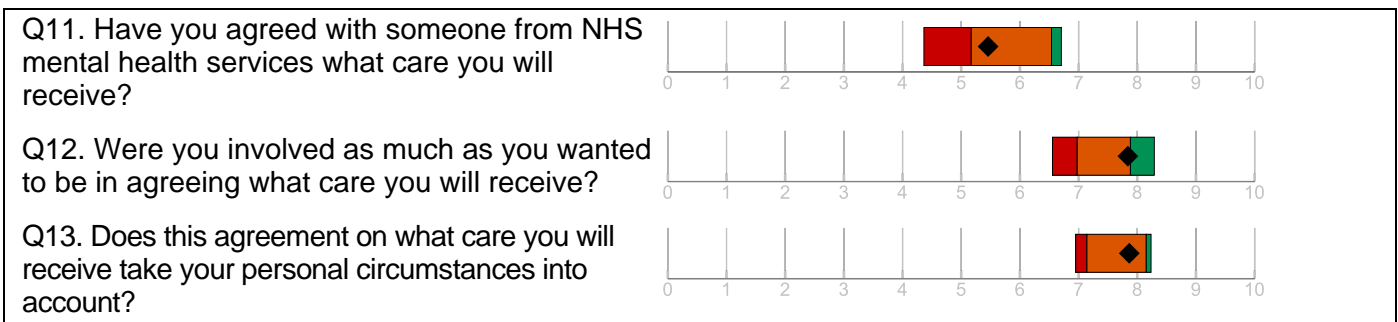 Q11. Have you agreed with someone from NHS
mental health services what care you will
receive?
0 1 2 3 4 5 6 7 8 9 10
Q12. Were you involved as much as you wanted
to be in agreeing what care you will receive?
0 1 2 3 4 5 6 7 8 9 10
Q13. Does this agreement on what care you will
receive take your personal circumstances into
account?
0 1 2 3 4 5 6 7 8 9 10